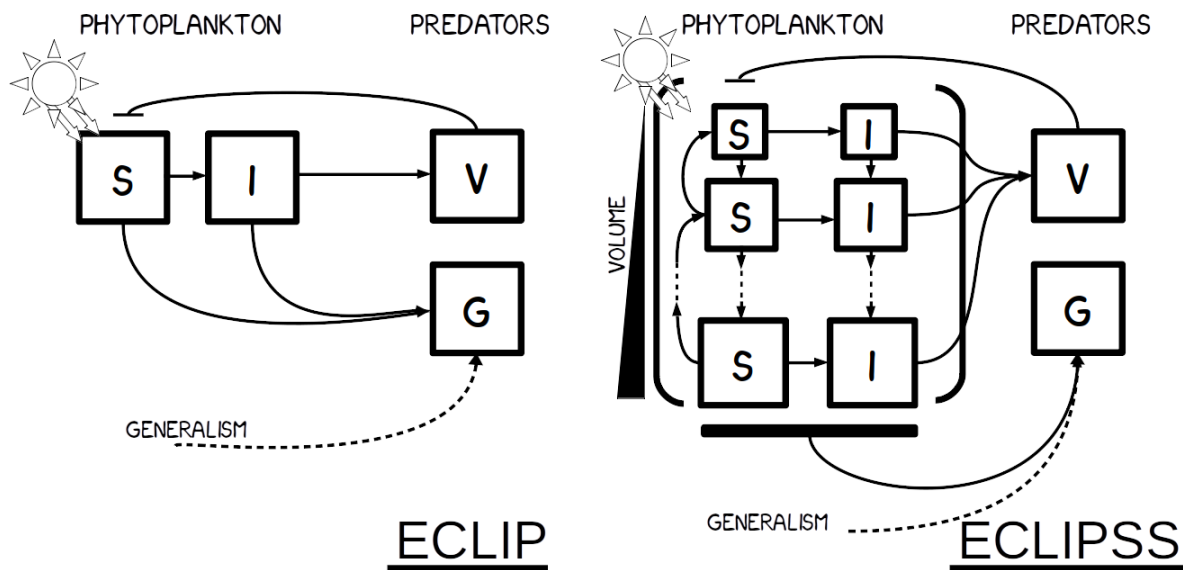 PHYTOPLANKTON PREDATORS
S I V
G
GENERALISM
ECLIP
PHYTOPLANKTON PREDATORS
VOLUME
S I
S I
S I
V
G
GENERALISM
ECLIPSS